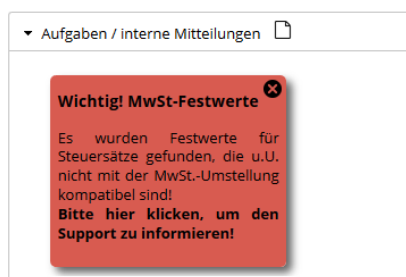 Aufgaben / interne Mitteilungen
Wichtig! MwSt-Festwerte
Es wurden Festwerte für
Steuersätze gefunden, die u.U.
nicht mit der MwSt.-Umstellung
kompatibel sind!
Bitte hier klicken, um den
Support zu informieren!